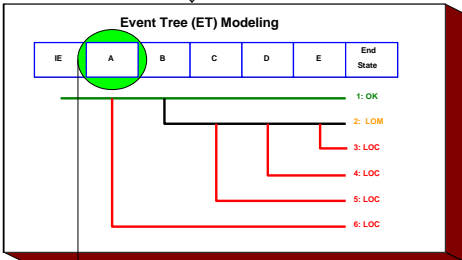 Event Tree (ET) Modeling
IE A B C D E End State
1: OK
2: LOM
3: LOC
4: LOC
5: LOC
6: LOC